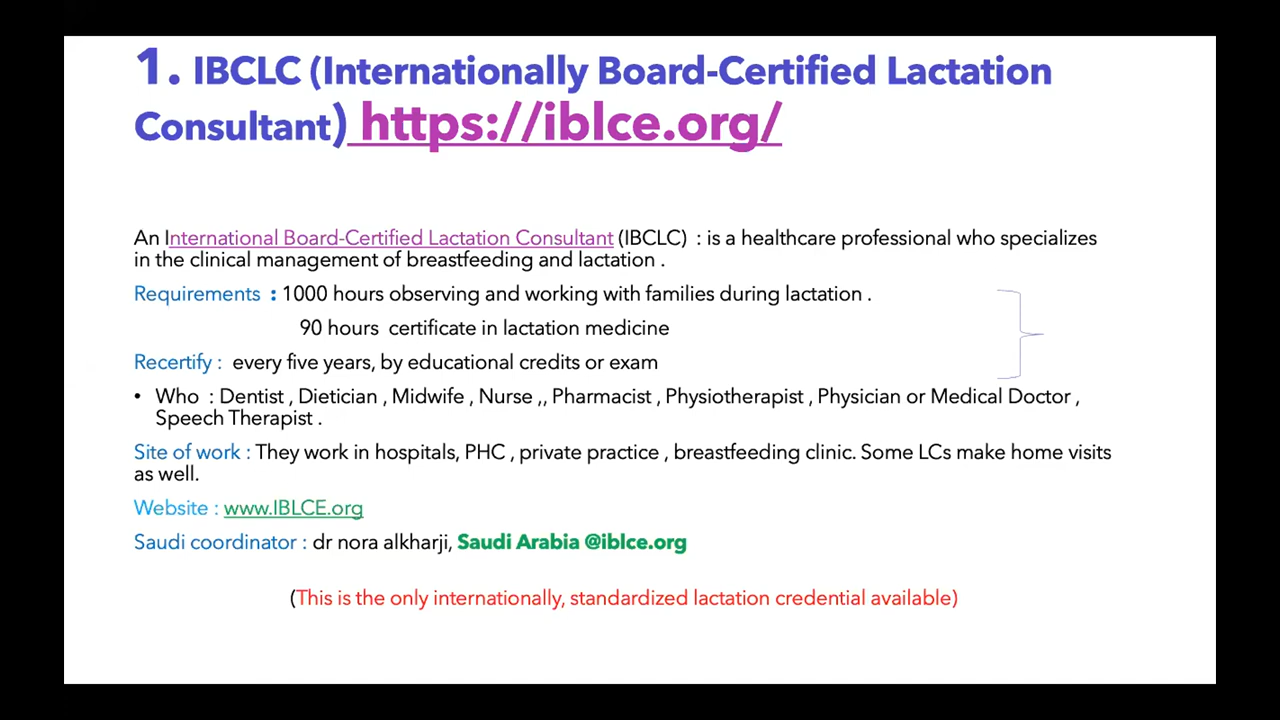 1. IBCLC (Internationally Board-Certified Lactation
Consultant) https://iblce.org/
An International Board-Certified Lactation Consultant (IBCLC) : is a healthcare professional who specializes
in the clinical management of breastfeeding and lactation .
Requirements : 1000 hours observing and working with families during lactation .
90 hours certificate in lactation medicine
Recertify : every five years, by educational credits or exam
• Who : Dentist , Dietician , Midwife , Nurse ,, Pharmacist , Physiotherapist , Physician or Medical Doctor ,
Speech Therapist .
Site of work : They work in hospitals, PHC , private practice , breastfeeding clinic. Some LCs make home visits
as well.
Website : www.IBLCE.org
Saudi coordinator : dr nora alkharji, Saudi Arabia @iblce.org
(This is the only internationally, standardized lactation credential available)